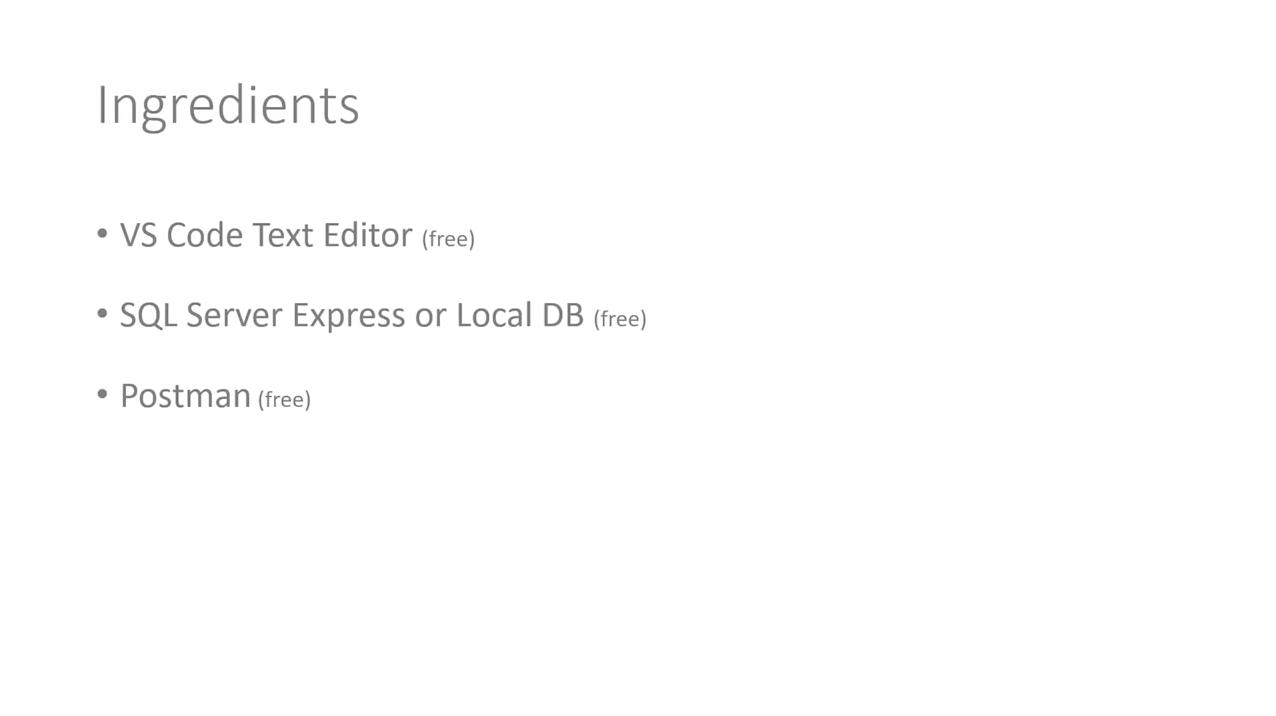 Ingredients
• VS Code Text Editor (free)
• SQL Server Express or Local DB (free)
• Postman (free)